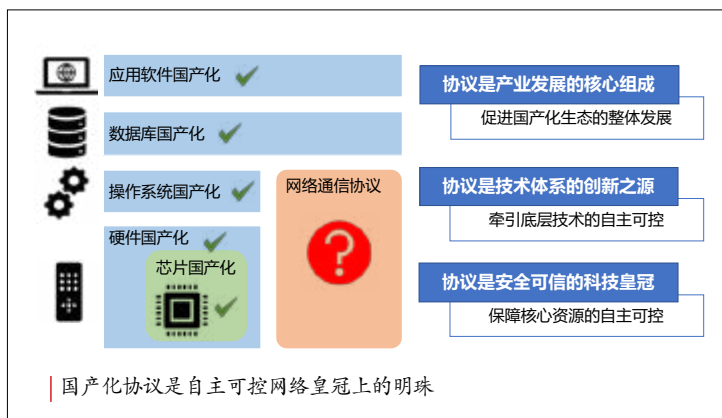 应用软件国产化
数据库国产化
操作系统国产化
硬件国产化
芯片国产化
网络通信协议
?
协议是产业发展的核心组成
促进国产化生态的整体发展
协议是技术体系的创新之源
牵引底层技术的自主可控
协议是安全可信的科技皇冠
保障核心资源的自主可控
国产化协议是自主可控网络皇冠上的明珠